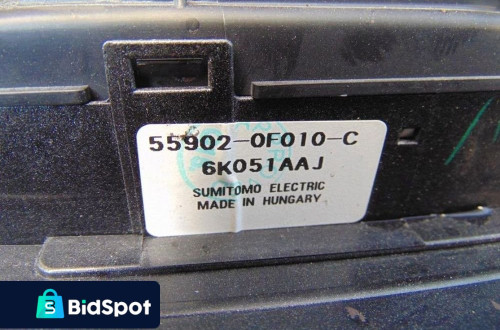 55902-0F010-C
6K051AAJ
SUMITOMO ELECTRIC
MADE IN HUNGARY
S
BidSpot